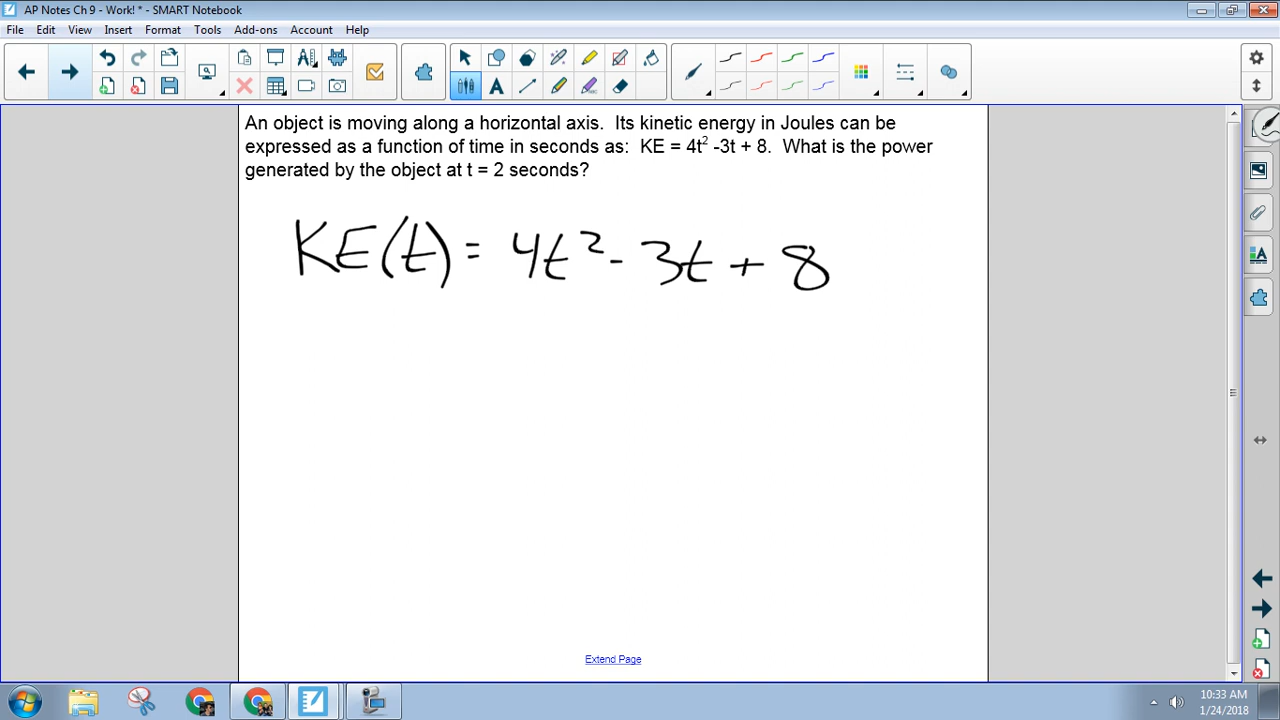 AP Notes Ch 9 - Work! * - SMART Notebook
File Edit View Insert Format Tools Add-ons Account Help
An object is moving along a horizontal axis. Its kinetic energy in Joules can be
expressed as a function of time in seconds as: KE = 4t² -3t + 8. What is the power
generated by the object at t = 2 seconds?
KE(t) = 4t² - 3t + 8
Extend Page
10:33 AM
1/24/2018